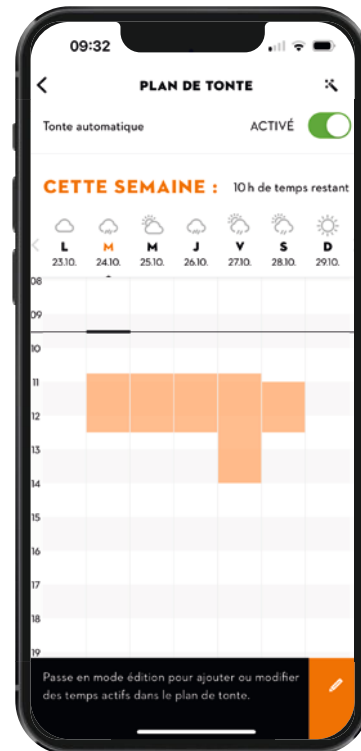 09:32
PLAN DE TONTE
Tonte automatique ACTIVÉ
CETTE SEMAINE : 10 h de temps restant
L M M J V S D
23.10. 24.10. 25.10. 26.10. 27.10. 28.10. 29.10.
08
09
10
11
12
13
14
15
16
17
18
19
Passe en mode édition pour ajouter ou modifier
des temps actifs dans le plan de tonte.